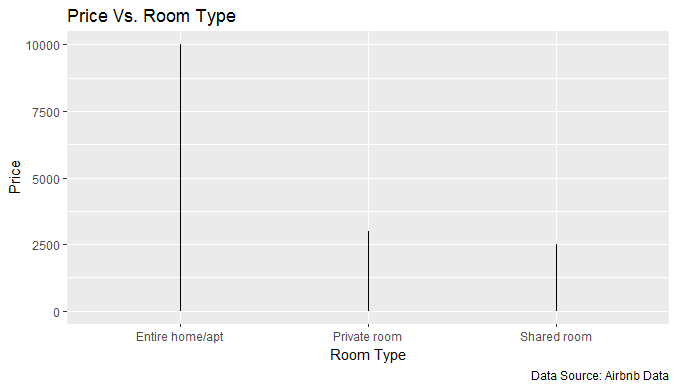 Price Vs. Room Type
Price
10000
7500
5000
2500
0
Entire home/apt Private room Shared room
Room Type
Data Source: Airbnb Data